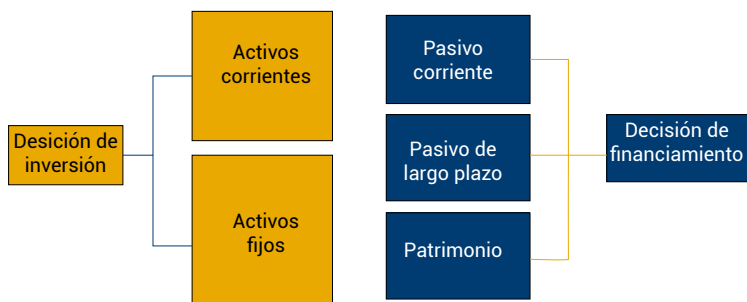 Desición de
inversión
Activos
corrientes
Activos
fijos
Pasivo
corriente
Pasivo de
largo plazo
Patrimonio
Decisión de
financiamiento